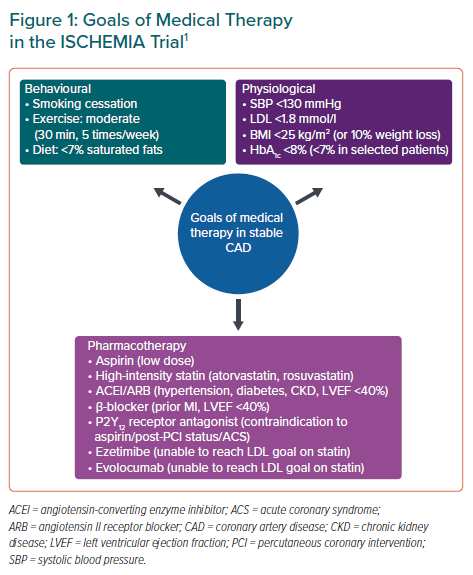 Figure 1: Goals of Medical Therapy
in the ISCHEMIA Trial¹
Behavioural
• Smoking cessation
• Exercise: moderate
(30 min, 5 times/week)
• Diet: <7% saturated fats
Physiological
• SBP <130 mmHg
• LDL <1.8 mmol/l
• BMI <25 kg/m² (or 10% weight loss)
• HbA1c <8% (<7% in selected patients)
Goals of medical
therapy in stable
CAD
Pharmacotherapy
• Aspirin (low dose)
• High-intensity statin (atorvastatin, rosuvastatin)
• ACEI/ARB (hypertension, diabetes, CKD, LVEF <40%)
• β-blocker (prior MI, LVEF <40%)
• P2Y12 receptor antagonist (contraindication to
aspirin/post-PCI status/ACS)
• Ezetimibe (unable to reach LDL goal on statin)
• Evolocumab (unable to reach LDL goal on statin)
ACEI = angiotensin-converting enzyme inhibitor; ACS = acute coronary syndrome;
ARB = angiotensin II receptor blocker; CAD = coronary artery disease; CKD = chronic kidney
disease; LVEF = left ventricular ejection fraction; PCI = percutaneous coronary intervention;
SBP = systolic blood pressure.